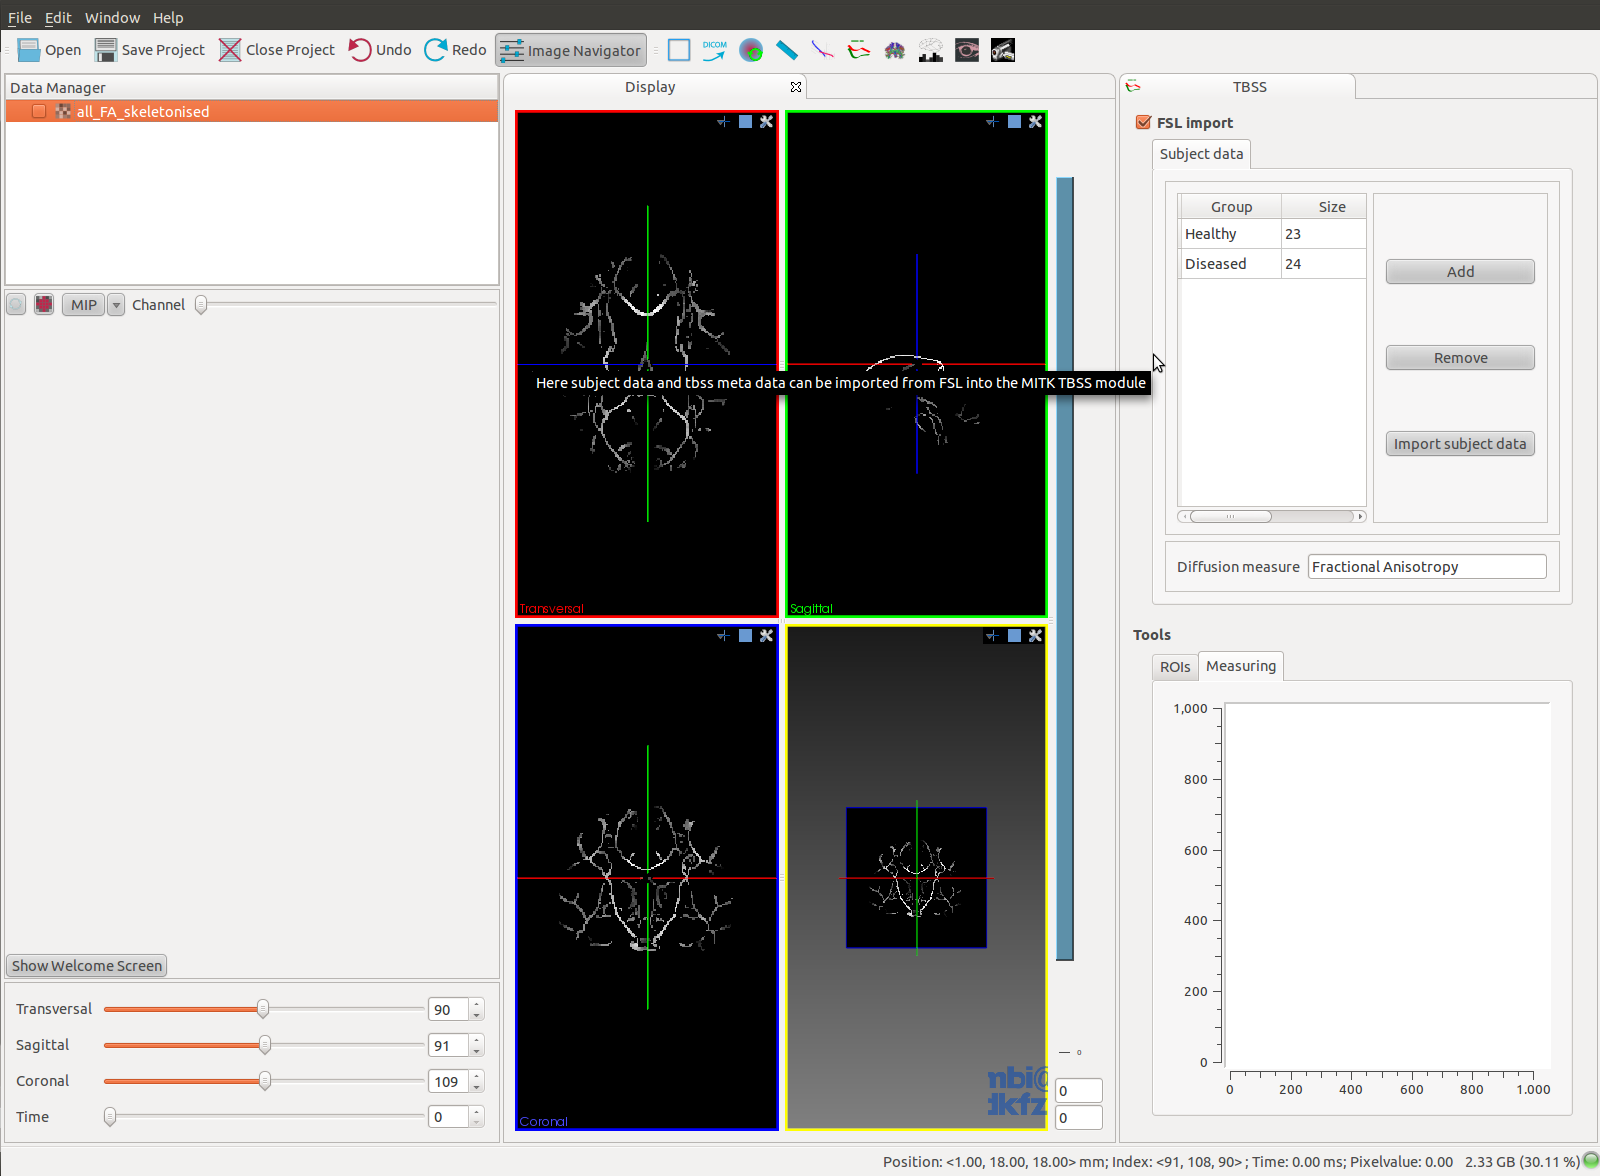 File Edit Window Help
Open Save Project Close Project Undo Redo Image Navigator DICOM
Data Manager
all_FA_skeletonised
MIP Channel
Show Welcome Screen
Transversal 90
Sagittal 91
Coronal 109
Time 0
Display
Transversal
Sagittal
Here subject data and tbss meta data can be imported from FSL into the MITK TBSS module
Coronal
mbi@
dkfz
0
0
0
TBSS
FSL import
Subject data
Group Size
Healthy 23
Diseased 24
Add
Remove
Import subject data
Diffusion measure Fractional Anisotropy
Tools
ROIs Measuring
1,000
800
600
400
200
0
0 200 400 600 800 1.000
Position: <1.00, 18.00, 18.00> mm; Index: <91, 108, 90> ; Time: 0.00 ms; Pixelvalue: 0.00 2.33 GB (30.11 %)